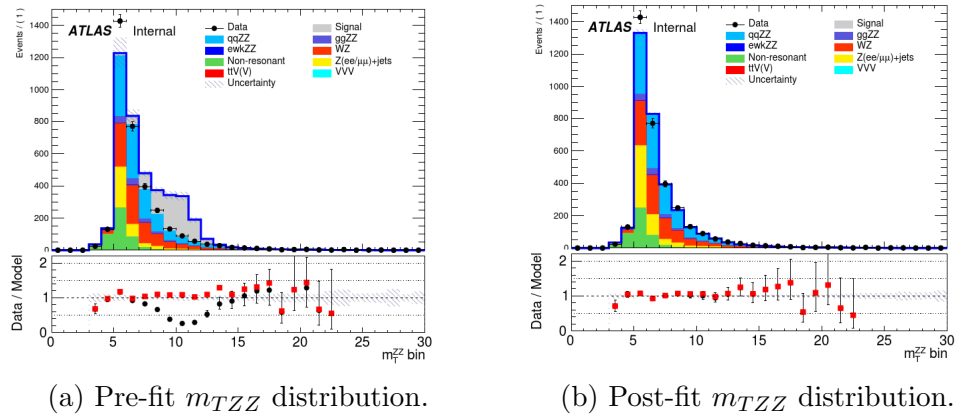 Events / ( 1 )
1400
1200
1000
800
600
400
200
0
ATLAS Internal
Data
qqZZ
ewkZZ
Non-resonant
ttV(V)
Uncertainty
Signal
ggZZ
WZ
Z(ee/μμ)+jets
VVV
Data / Model
2
1
0
0 5 10 15 20 25 30
m_T^ZZ bin
(a) Pre-fit m_TZZ distribution.
Events / ( 1 )
1400
1200
1000
800
600
400
200
0
ATLAS Internal
Data
qqZZ
ewkZZ
Non-resonant
ttV(V)
Uncertainty
Signal
ggZZ
WZ
Z(ee/μμ)+jets
VVV
Data / Model
2
1
0
0 5 10 15 20 25 30
m_T^ZZ bin
(b) Post-fit m_TZZ distribution.